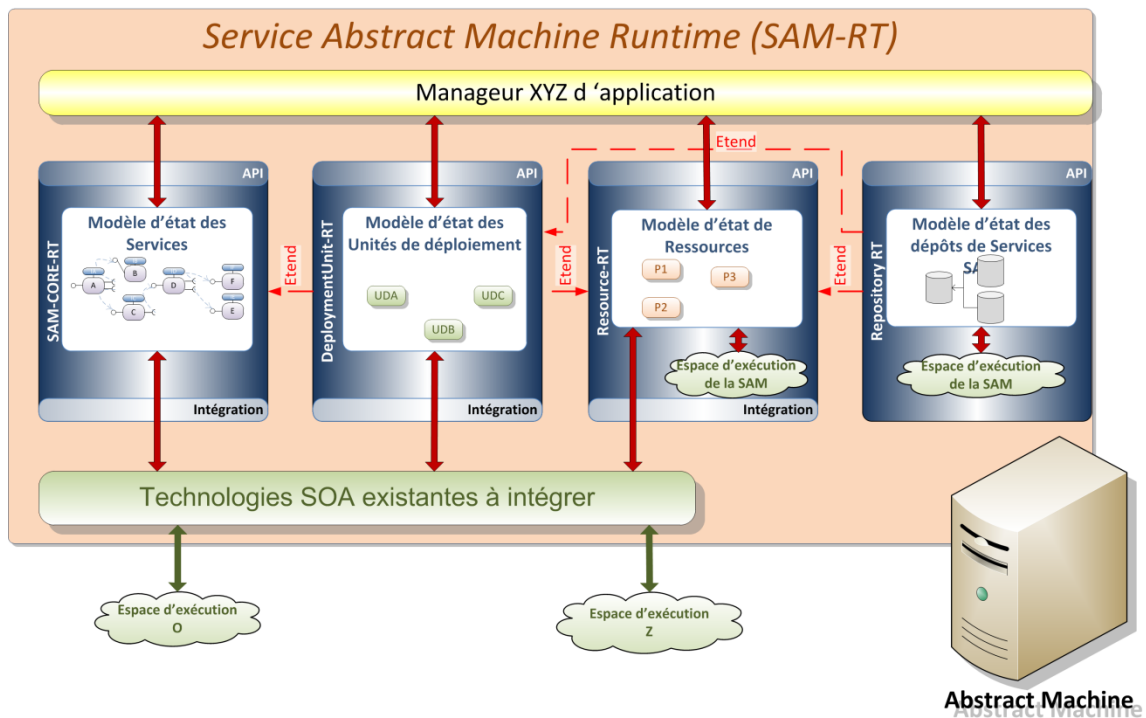 Service Abstract Machine Runtime (SAM-RT)
Manageur XYZ d ‘application
Etend
API
API
API
API
SAM-CORE-RT
Modèle d’état des
Services
A
B
C
D
F
E
Intégration
Etend
DeploymentUnit-RT
Modèle d’état des
Unités de déploiement
UDA
UDC
UDB
Intégration
Etend
Resource-RT
Modèle d’état de
Ressources
P1
P3
P2
Espace d’exécution
de la SAM
Intégration
Etend
Repository RT
Modèle d’état des
dépôts de Services
Espace d’exécution
de la SAM
Technologies SOA existantes à intégrer
Espace d’exécution
O
Espace d’exécution
Z
Abstract Machine